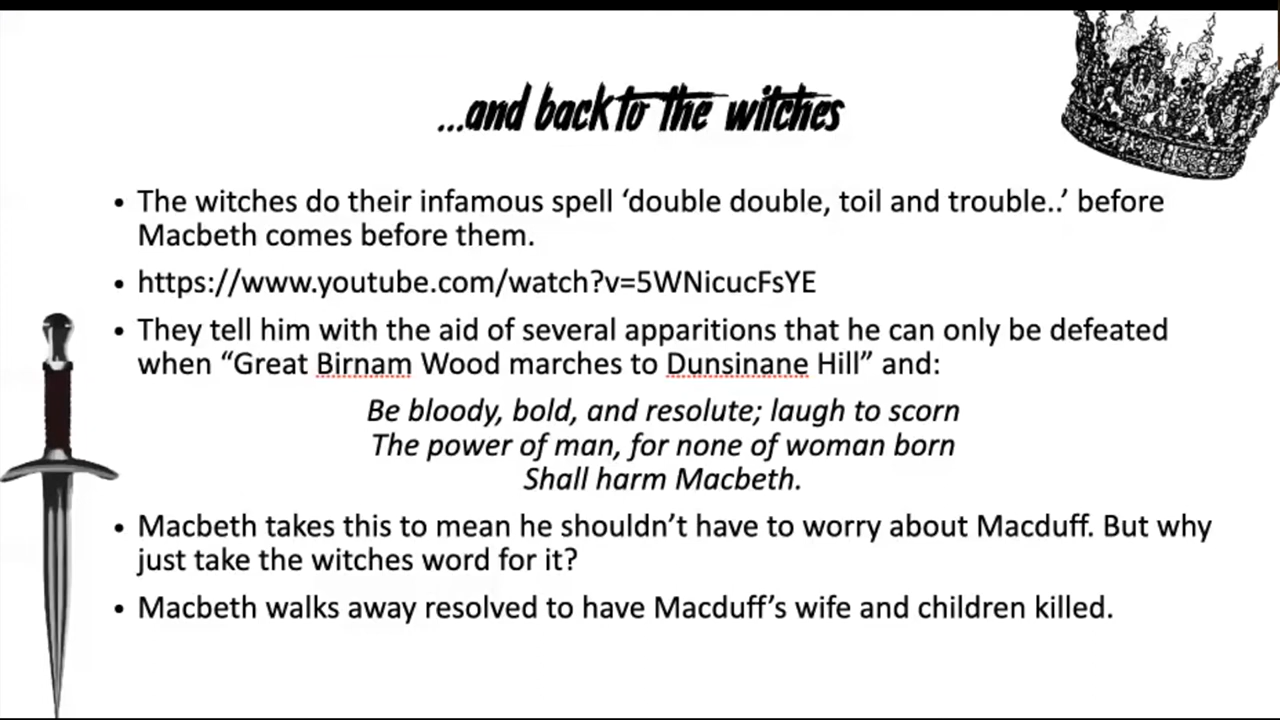 ...and back to the witches
• The witches do their infamous spell ‘double double, toil and trouble..’ before
Macbeth comes before them.
• https://www.youtube.com/watch?v=5WNicucFsYE
• They tell him with the aid of several apparitions that he can only be defeated
when “Great Birnam Wood marches to Dunsinane Hill” and:
Be bloody, bold, and resolute; laugh to scorn
The power of man, for none of woman born
Shall harm Macbeth.
• Macbeth takes this to mean he shouldn’t have to worry about Macduff. But why
just take the witches word for it?
• Macbeth walks away resolved to have Macduff’s wife and children killed.